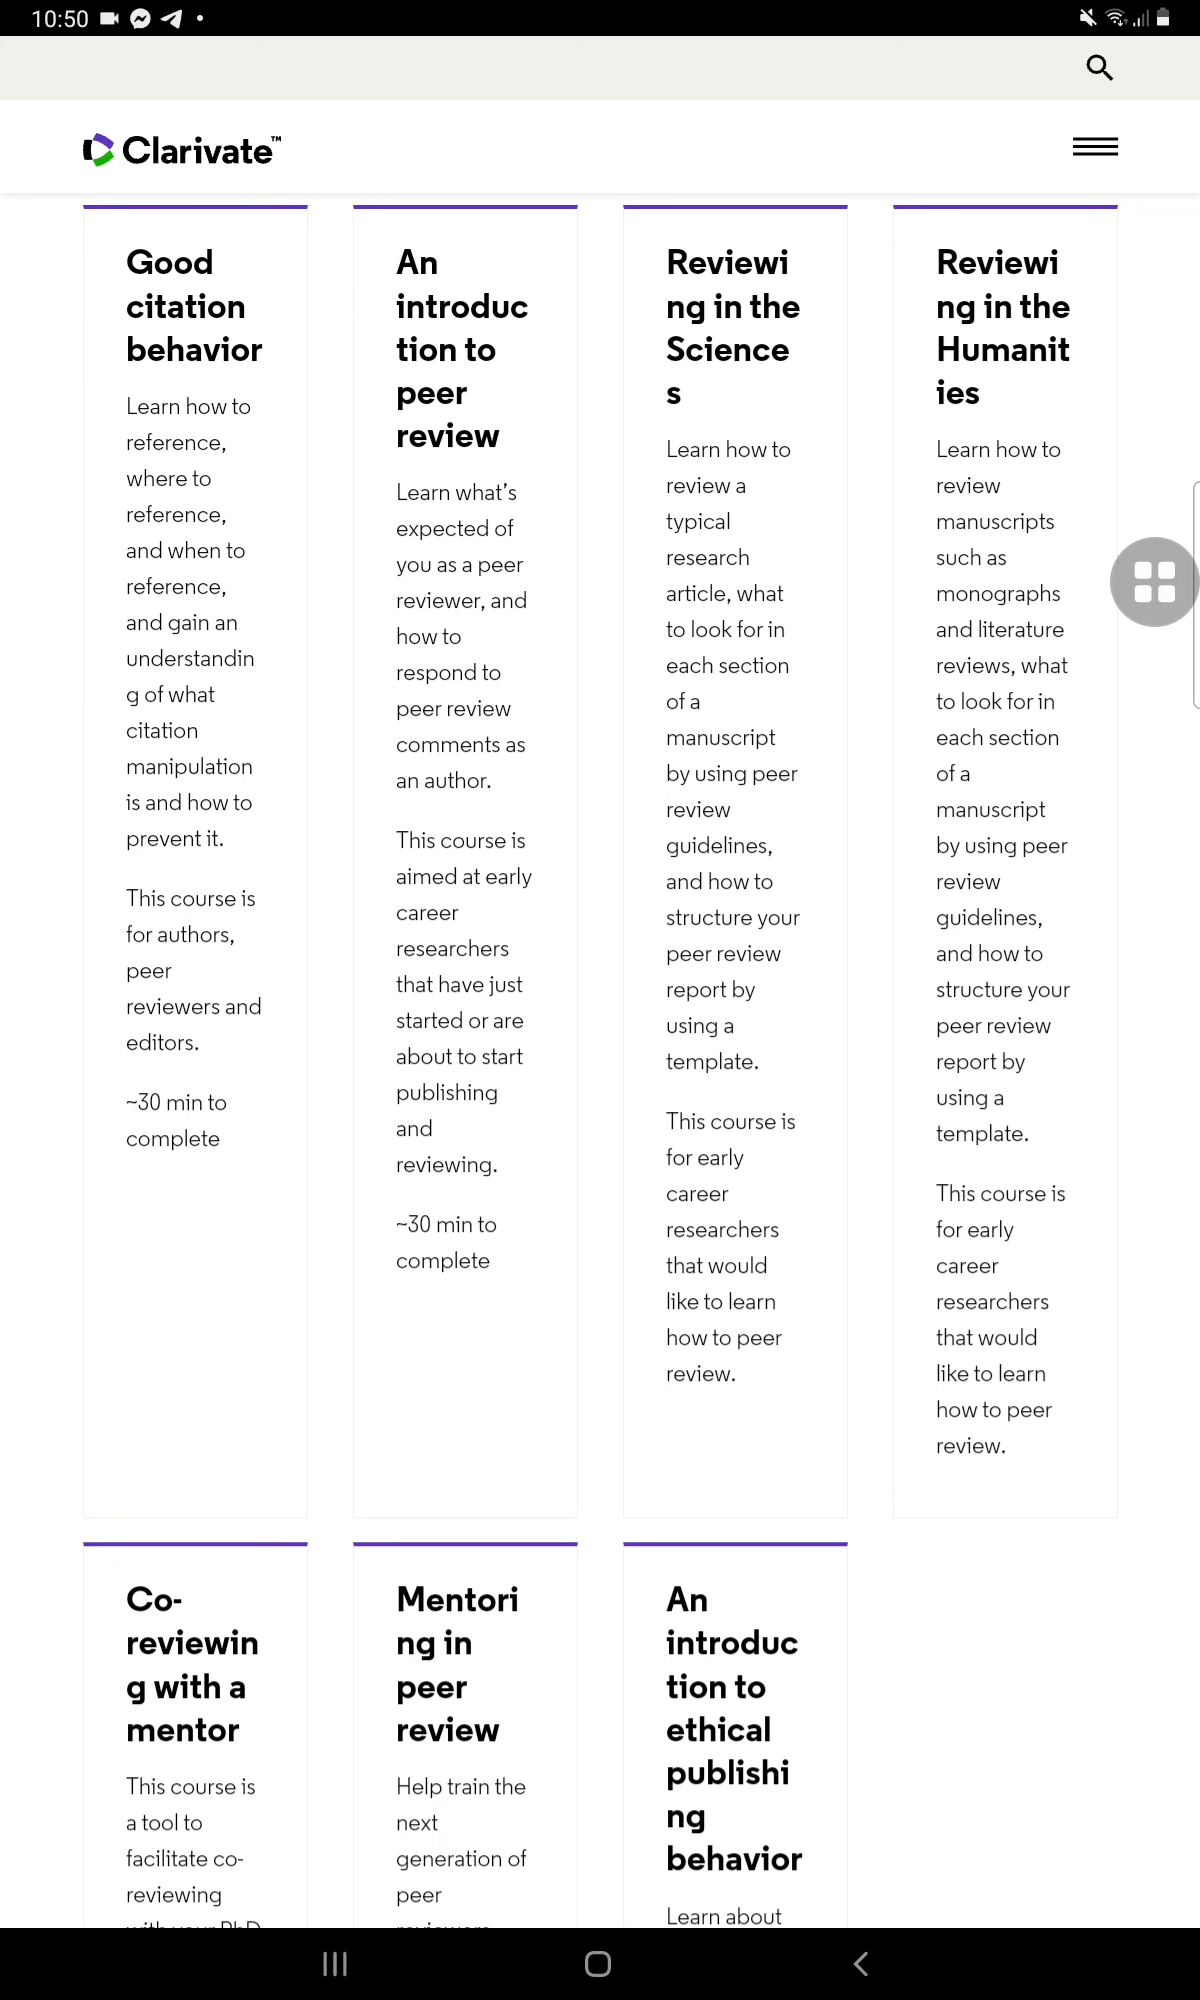 10:50
Clarivate™
Good
citation
behavior
Learn how to
reference,
where to
reference,
and when to
reference,
and gain an
understandin
g of what
citation
manipulation
is and how to
prevent it.
This course is
for authors,
peer
reviewers and
editors.
~30 min to
complete
An
introduc
tion to
peer
review
Learn what’s
expected of
you as a peer
reviewer, and
how to
respond to
peer review
comments as
an author.
This course is
aimed at early
career
researchers
that have just
started or are
about to start
publishing
and
reviewing.
~30 min to
complete
Reviewi
ng in the
Science
s
Learn how to
review a
typical
research
article, what
to look for in
each section
of a
manuscript
by using peer
review
guidelines,
and how to
structure your
peer review
report by
using a
template.
This course is
for early
career
researchers
that would
like to learn
how to peer
review.
Reviewi
ng in the
Humanit
ies
Learn how to
review
manuscripts
such as
monographs
and literature
reviews, what
to look for in
each section
of a
manuscript
by using peer
review
guidelines,
and how to
structure your
peer review
report by
using a
template.
This course is
for early
career
researchers
that would
like to learn
how to peer
review.
Co-
reviewin
g with a
mentor
This course is
a tool to
facilitate co-
reviewing
with your PhD
Mentori
ng in
peer
review
Help train the
next
generation of
peer
reviewers
An
introduc
tion to
ethical
publishi
ng
behavior
Learn about